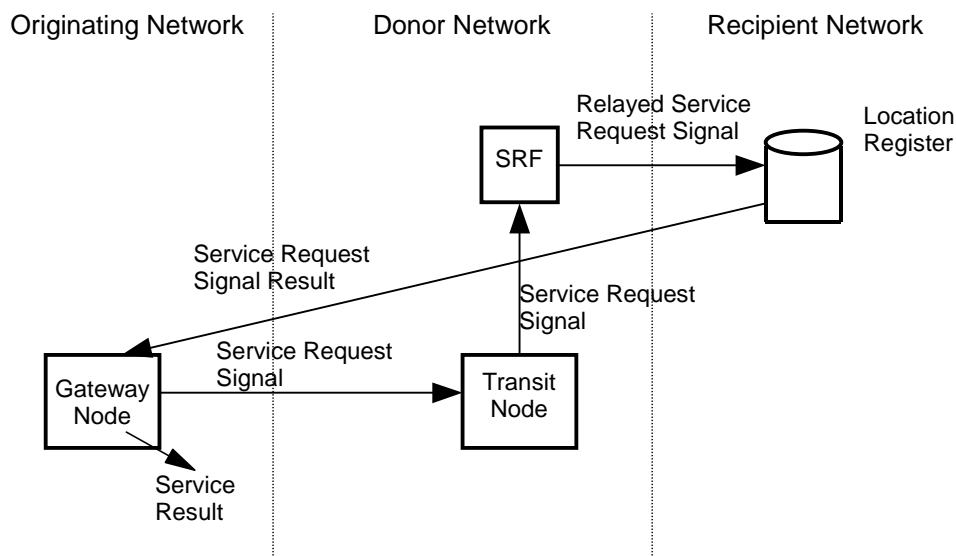 Originating Network
Donor Network
Recipient Network
Relayed Service
Request Signal
Location
Register
SRF
Service Request
Signal Result
Service Request
Signal
Service Request
Signal
Gateway
Node
Transit
Node
Service
Result